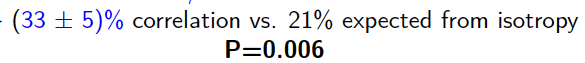 (33 ± 5)% correlation vs. 21% expected from isotropy
P=0.006